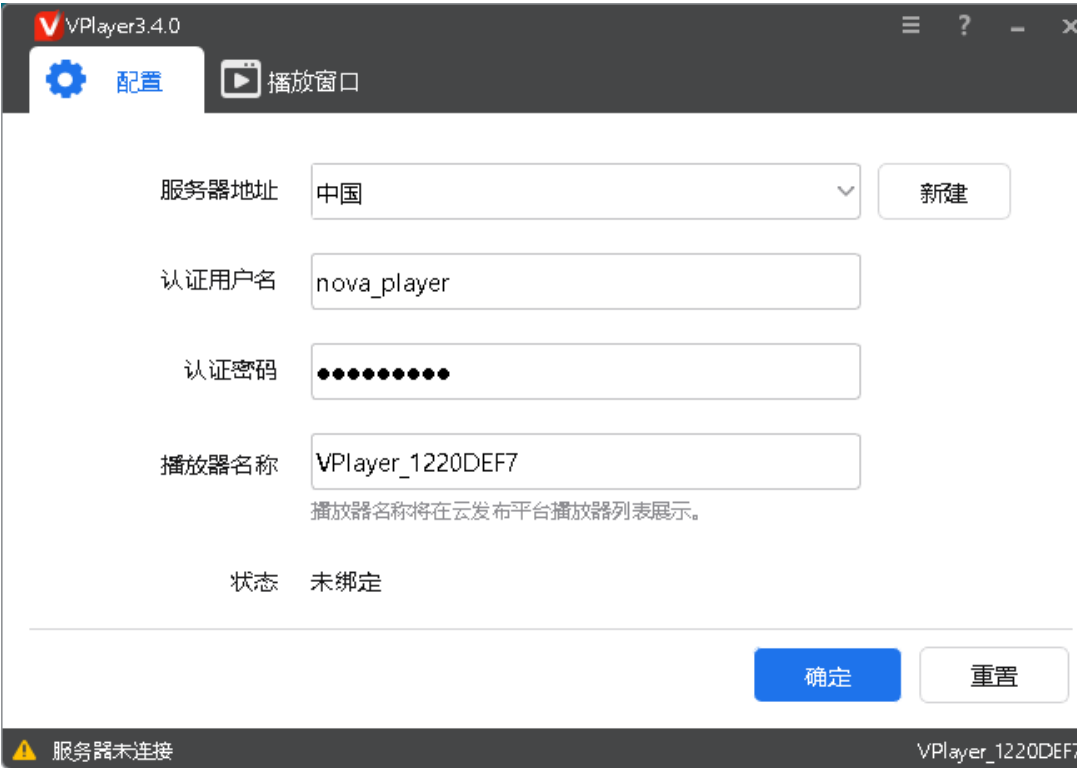 VPlayer3.4.0
配置
播放窗口
服务器地址 中国 新建
认证用户名 nova_player
认证密码 ●●●●●●●●●
播放器名称 VPlayer_1220DEF7
播放器名称将在云发布平台播放器列表展示。
状态 未绑定
确定 重置
服务器未连接 VPlayer_1220DEF7